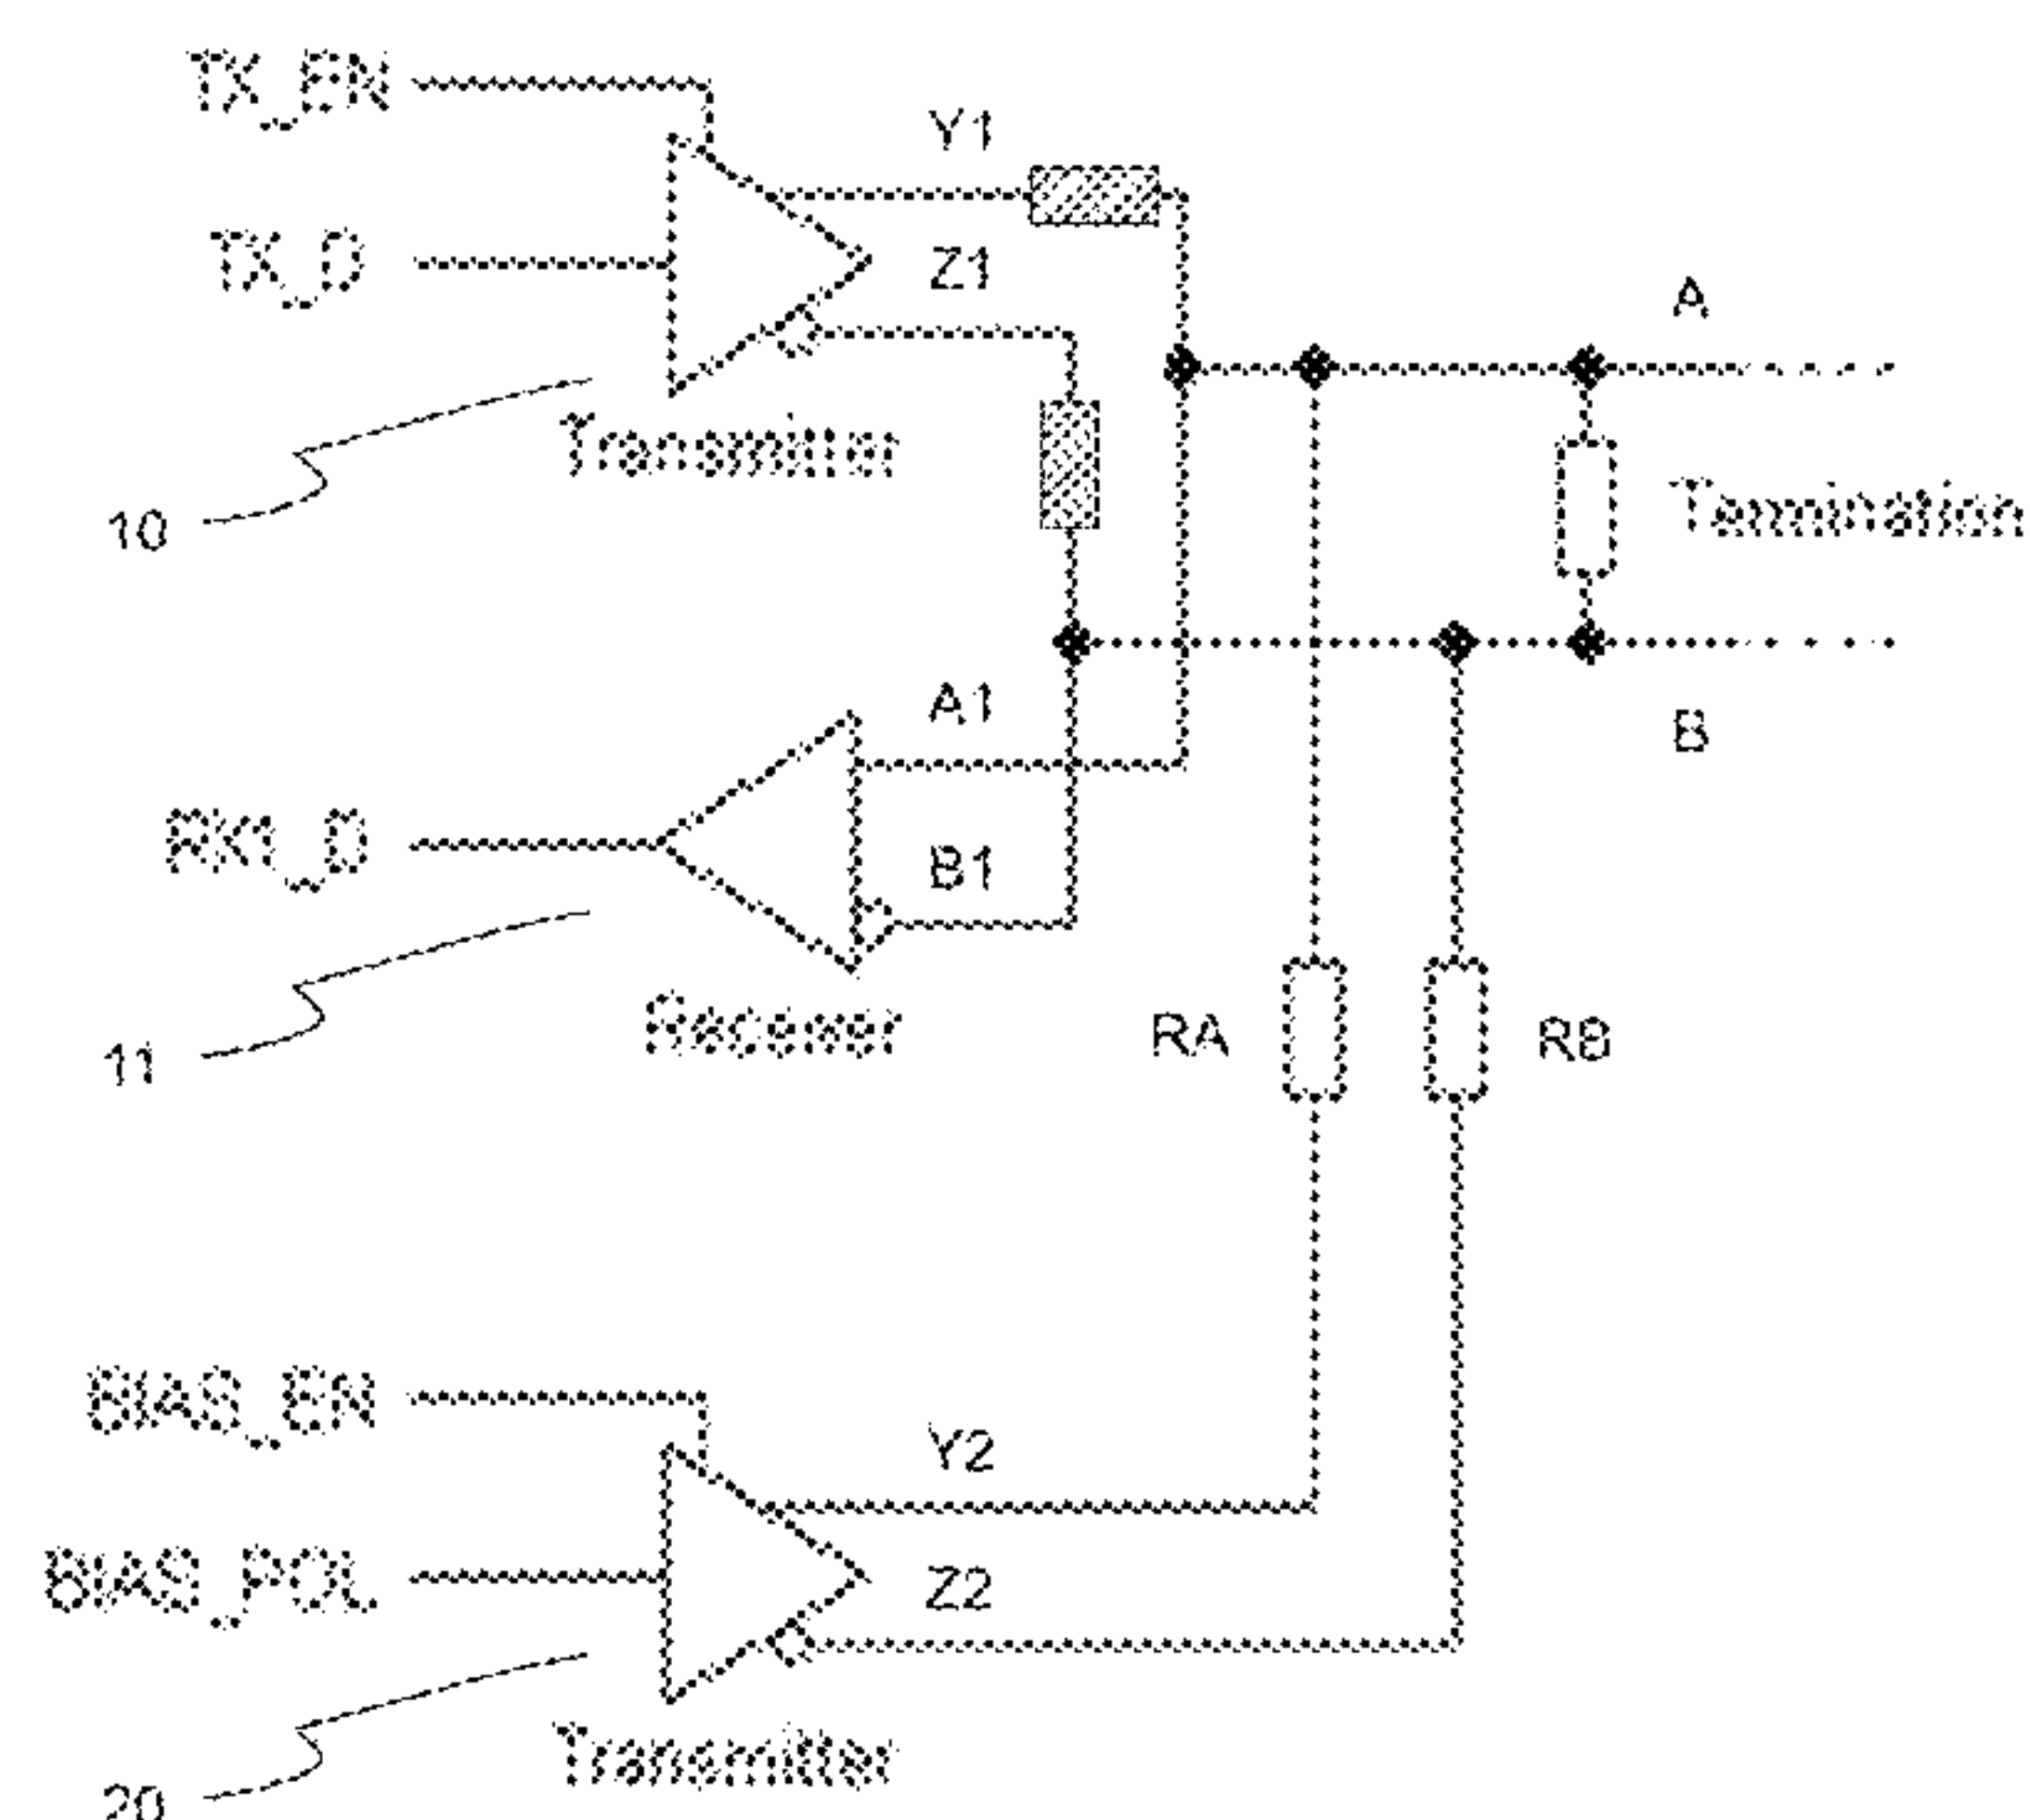 TX_EN
Y1
TX_D
Z1
A
Transmitter
10
Termination
A1
B
RX1_D
B1
Receiver
RA
RB
11
BIAS_EN
Y2
BIAS_POL
Z2
Transmitter
20